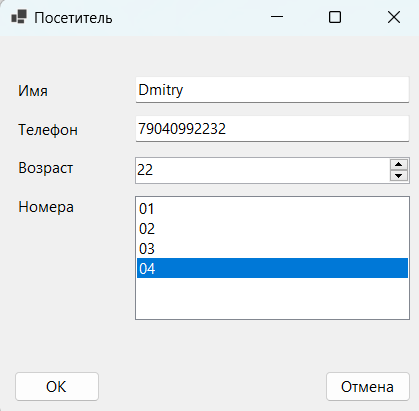 Посетитель
Имя Dmitry
Телефон 79040992232
Возраст 22
Номера 01
02
03
04
OK Отмена